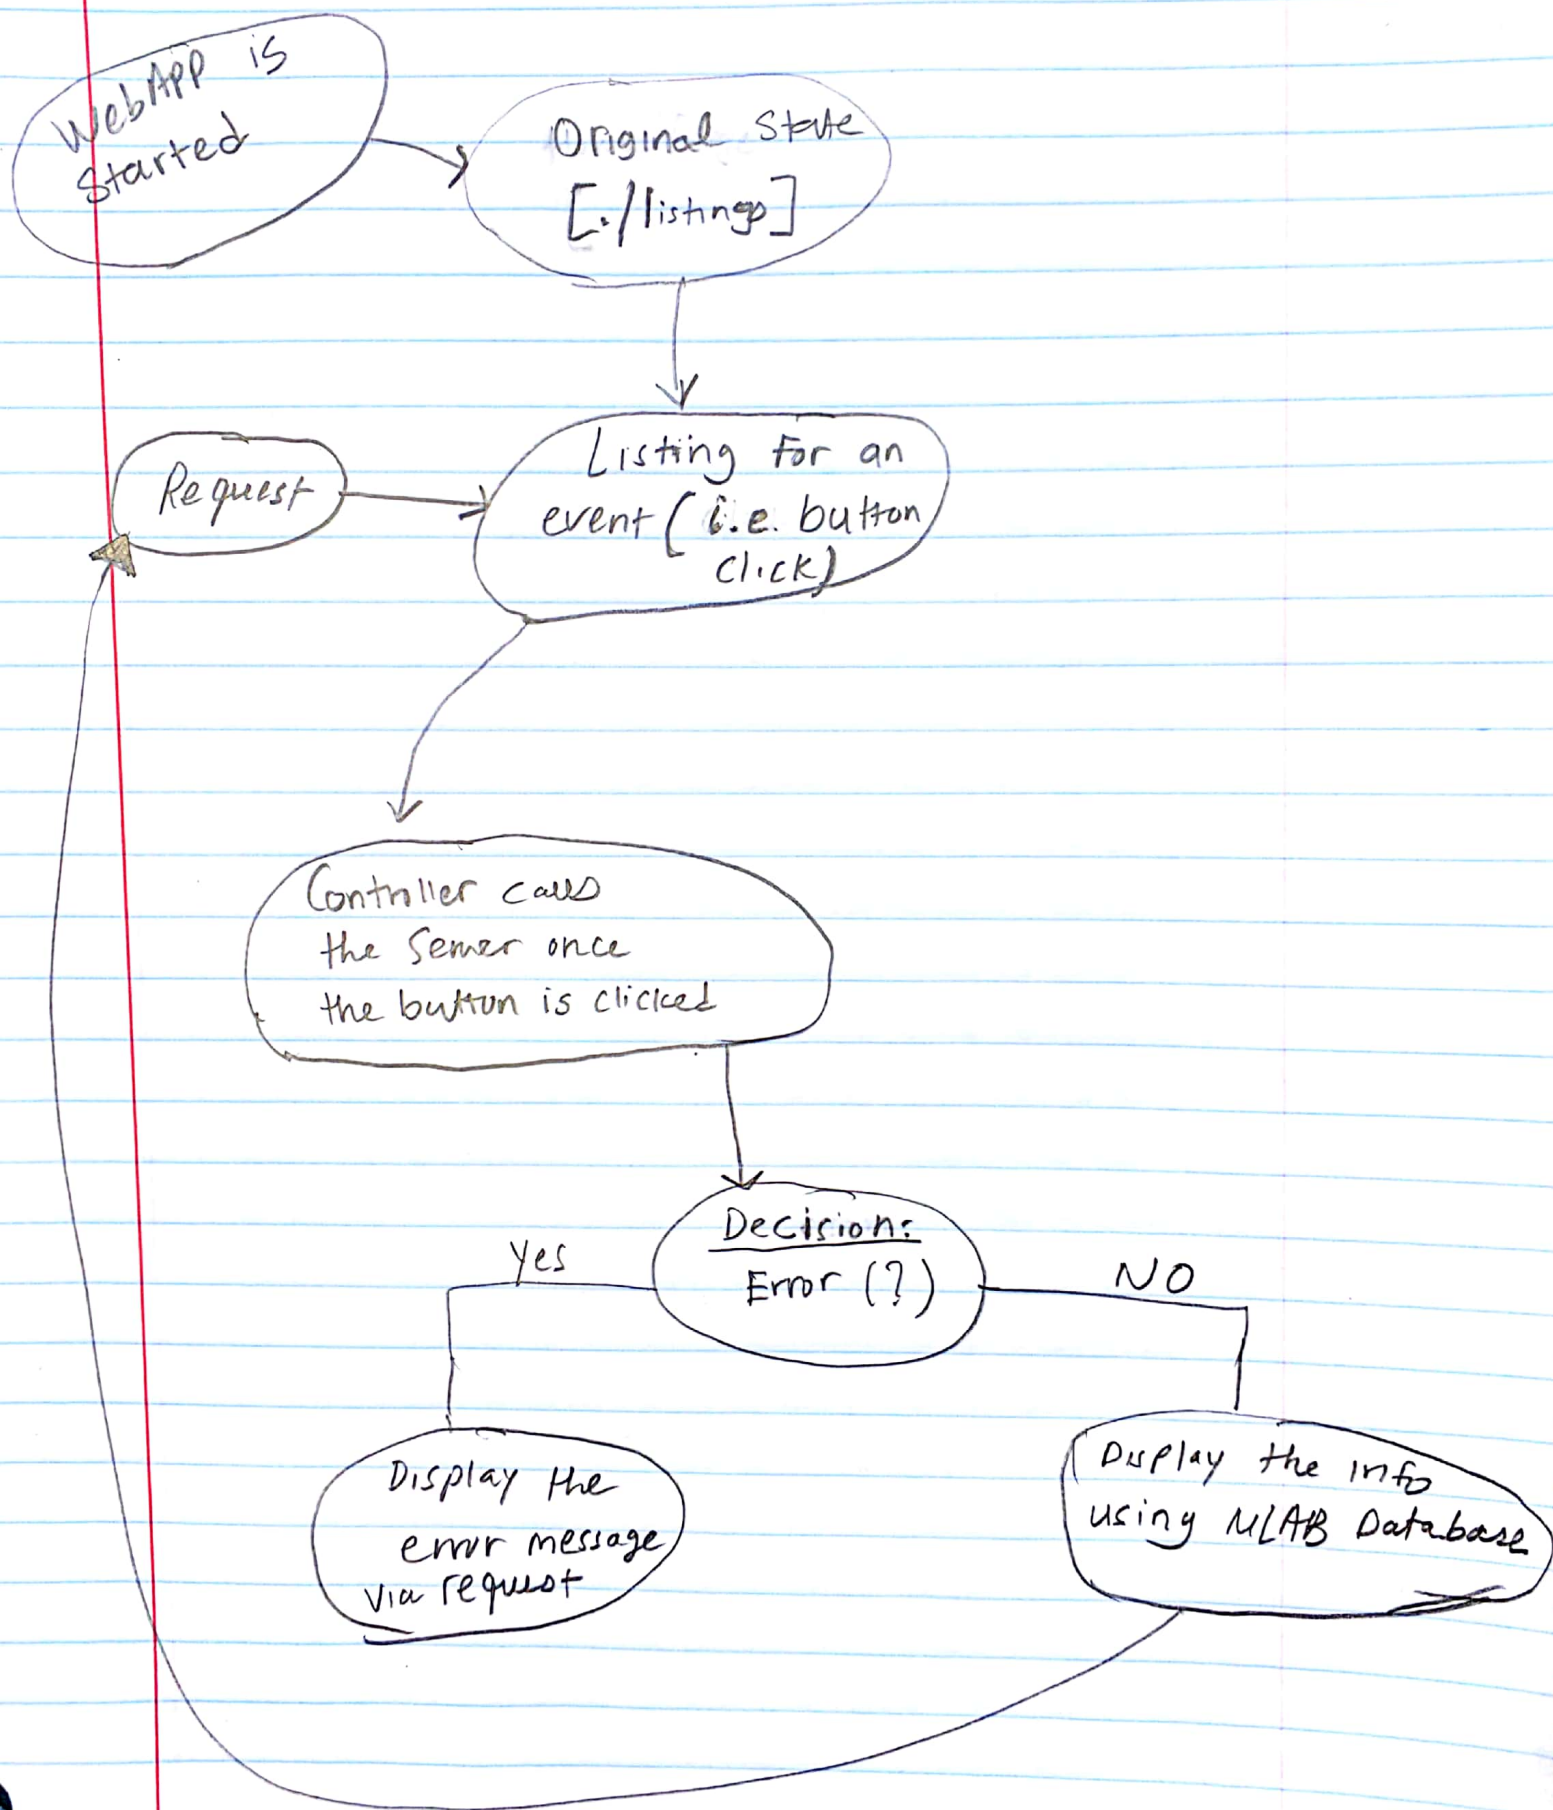 WebApp is
Started
Original State
[./listings]
Request
Listing for an
event (i.e. button
click)
Controller calls
the Server once
the button is clicked
Decision:
Error (?)
Yes
NO
Display the
error message
via request
Display the info
using MLAB Database